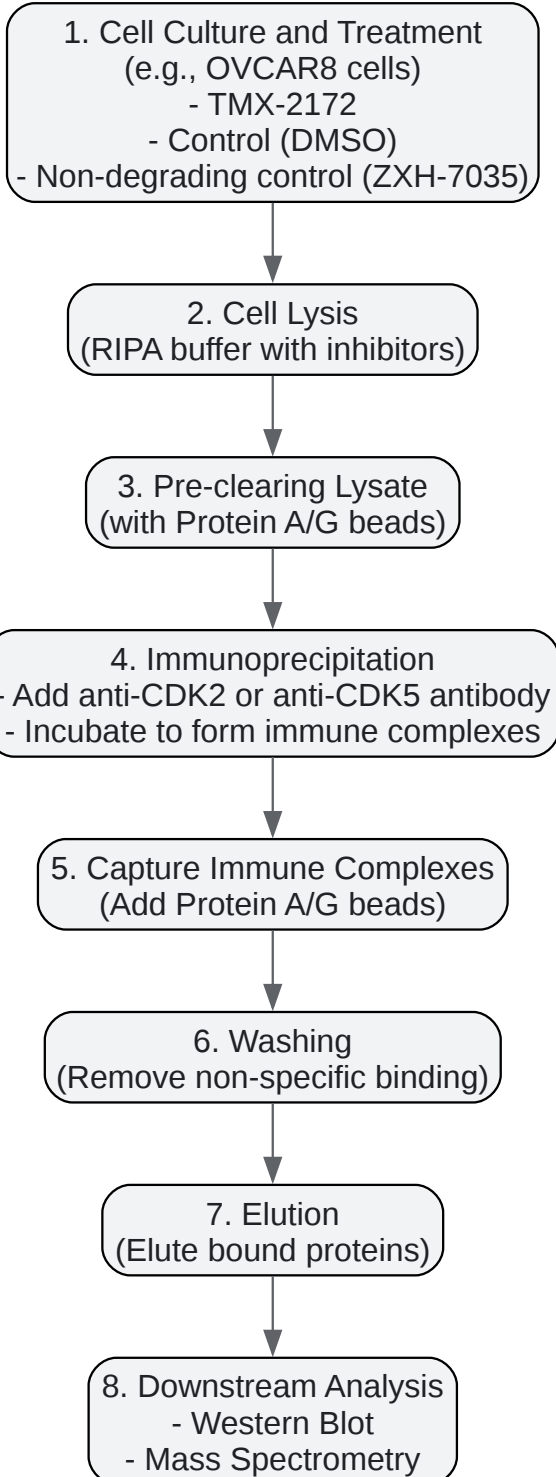 1. Cell Culture and Treatment
(e.g., OVCAR8 cells)
- TMX-2172
- Control (DMSO)
- Non-degrading control (ZXH-7035)
2. Cell Lysis
(RIPA buffer with inhibitors)
3. Pre-clearing Lysate
(with Protein A/G beads)
4. Immunoprecipitation
- Add anti-CDK2 or anti-CDK5 antibody
- Incubate to form immune complexes
5. Capture Immune Complexes
(Add Protein A/G beads)
6. Washing
(Remove non-specific binding)
7. Elution
(Elute bound proteins)
8. Downstream Analysis
- Western Blot
- Mass Spectrometry